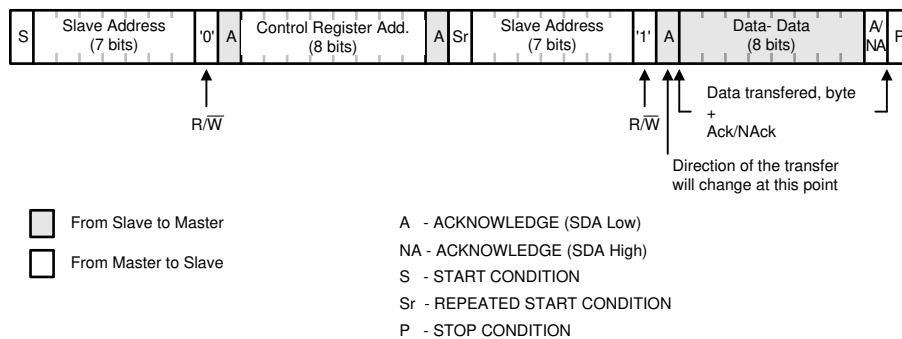 S
Slave Address
(7 bits)
'0'
A
Control Register Add.
(8 bits)
A
Sr
Slave Address
(7 bits)
'1'
A
Data- Data
(8 bits)
A/
NA
P
R/W̅
R/W̅
Data transfered, byte
+
Ack/NAck
Direction of the transfer
will change at this point
From Slave to Master
From Master to Slave
A - ACKNOWLEDGE (SDA Low)
NA - ACKNOWLEDGE (SDA High)
S - START CONDITION
Sr - REPEATED START CONDITION
P - STOP CONDITION